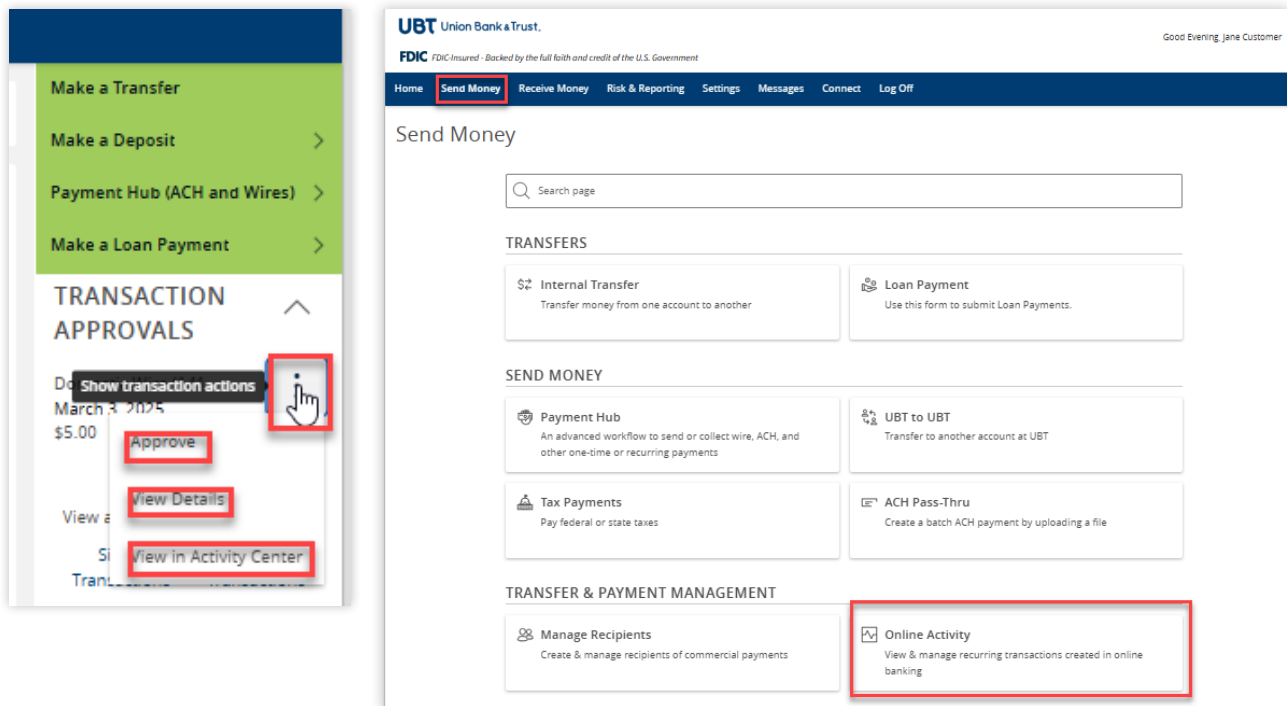 Make a Transfer
Make a Deposit
Payment Hub (ACH and Wires)
Make a Loan Payment
TRANSACTION
APPROVALS
Show transaction actions
March 3, 2025
$5.00
Approve
View Details
View
View in Activity Center
UBT Union Bank & Trust.
FDIC FDIC-Insured - Backed by the full faith and credit of the U.S. Government
Good Evening, Jane Customer
Home Send Money Receive Money Risk & Reporting Settings Messages Connect Log Off
Send Money
Search page
TRANSFERS
Internal Transfer
Transfer money from one account to another
Loan Payment
Use this form to submit Loan Payments.
SEND MONEY
Payment Hub
An advanced workflow to send or collect wire, ACH, and
other one-time or recurring payments
UBT to UBT
Transfer to another account at UBT
Tax Payments
Pay federal or state taxes
ACH Pass-Thru
Create a batch ACH payment by uploading a file
TRANSFER & PAYMENT MANAGEMENT
Manage Recipients
Create & manage recipients of commercial payments
Online Activity
View & manage recurring transactions created in online
banking